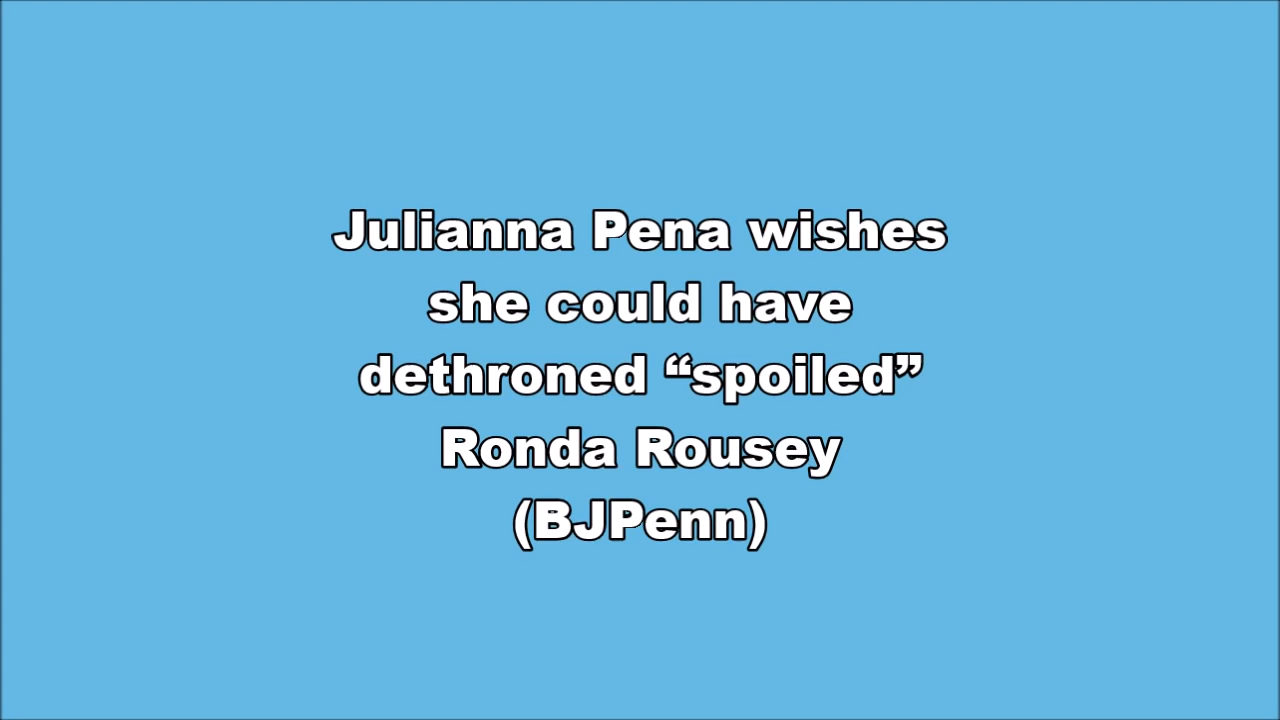 Julianna Pena wishes
she could have
dethroned “spoiled”
Ronda Rousey
(BJPenn)